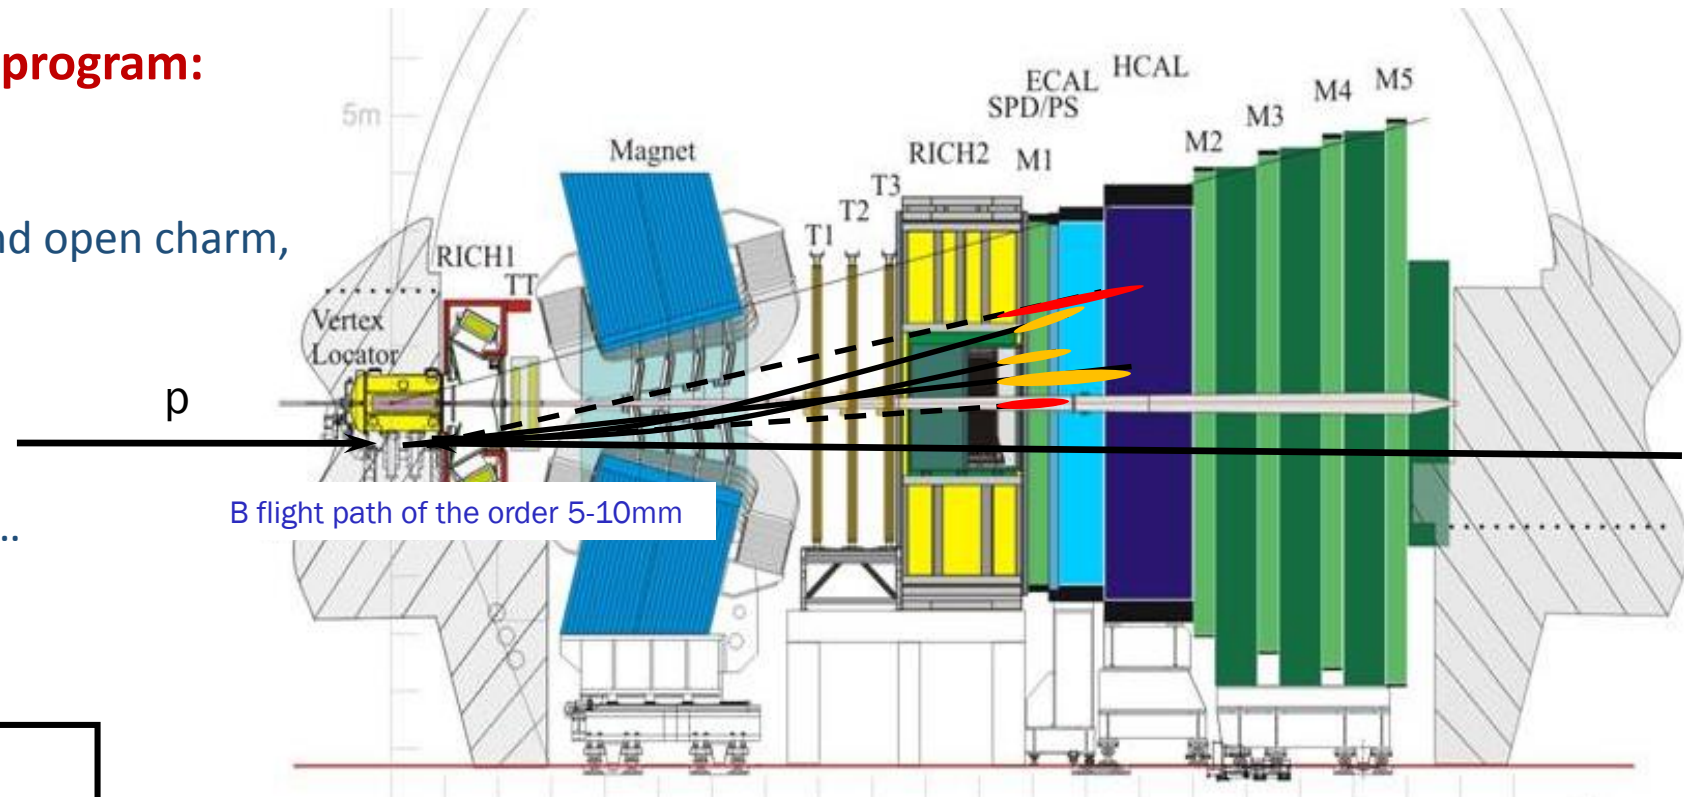 program:
ECAL
HCAL
SPD/PS
M5
M4
M3
M2
5m
Magnet
RICH2
M1
T3
T2
T1
nd open charm,
RICH1
TT
Vertex
Locator
p
B flight path of the order 5-10mm
..